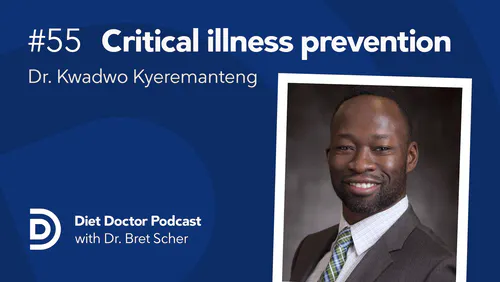 #55 Critical illness prevention
Dr. Kwadwo Kyeremanteng
Diet Doctor Podcast
with Dr. Bret Scher